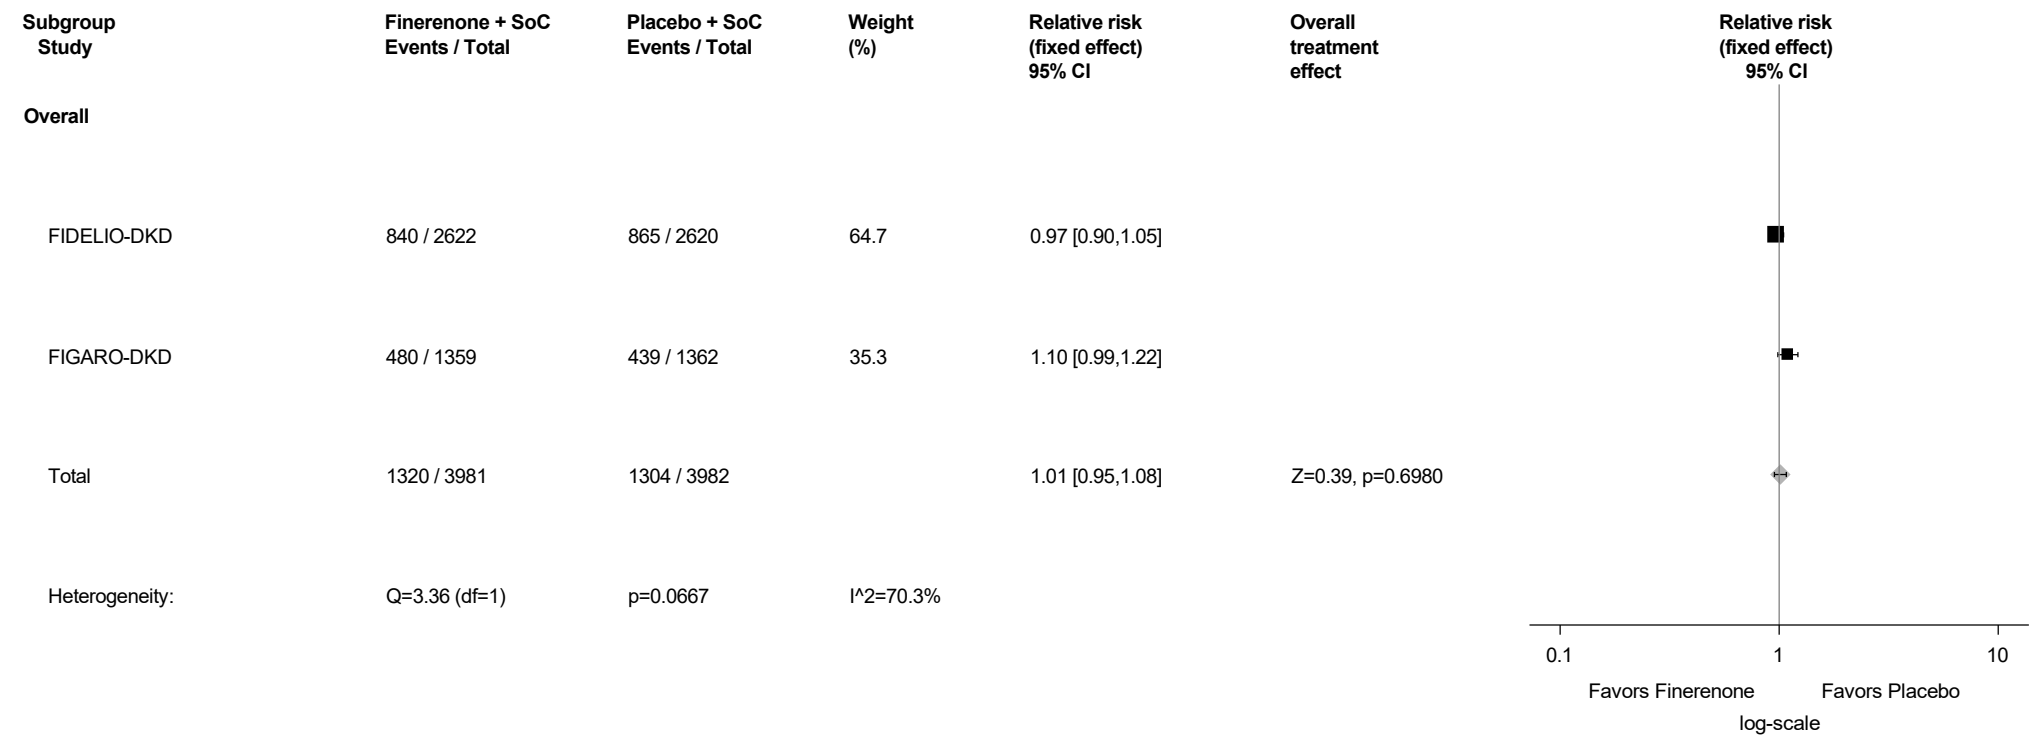 Subgroup Finerenone + SoC Placebo + SoC Weight Relative risk Overall Relative risk
Study Events / Total Events / Total (%) (fixed effect) treatment (fixed effect)
95% CI effect 95% CI
Overall
FIDELIO-DKD 840 / 2622 865 / 2620 64.7 0.97 [0.90,1.05]
FIGARO-DKD 480 / 1359 439 / 1362 35.3 1.10 [0.99,1.22]
Total 1320 / 3981 1304 / 3982 1.01 [0.95,1.08] Z=0.39, p=0.6980
Heterogeneity: Q=3.36 (df=1) p=0.0667 I^2=70.3%
0.1 1 10
Favors Finerenone Favors Placebo
log-scale